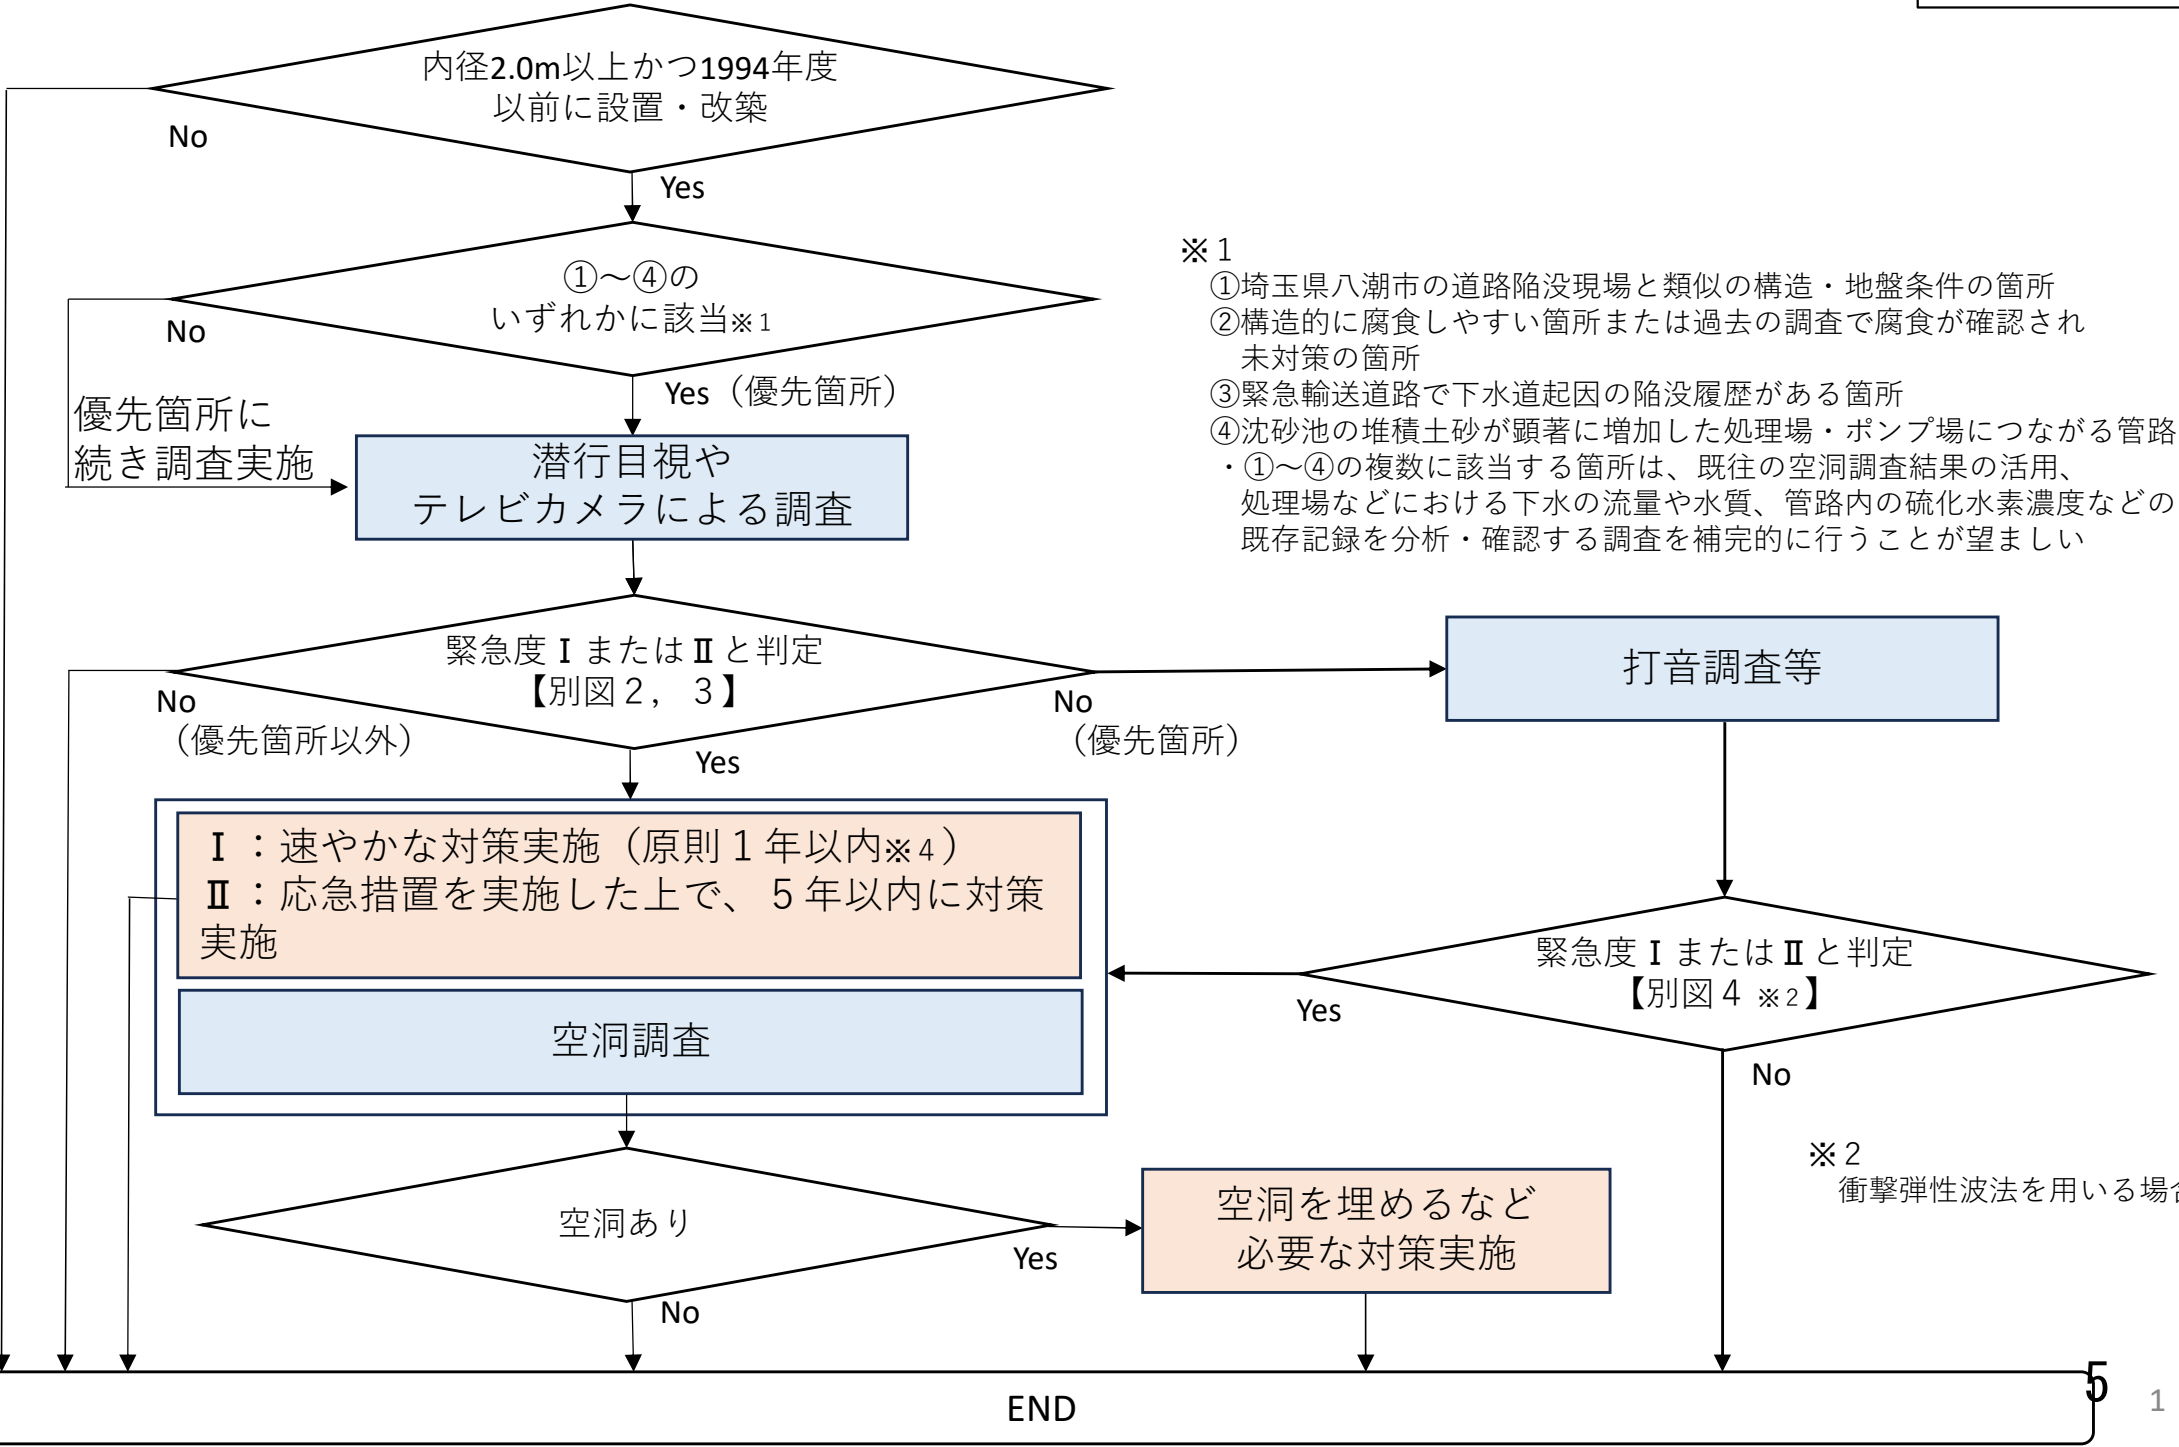 内径2.0m以上かつ1994年度
以前に設置・改築
No
Yes
①～④の
いずれかに該当※1
No
Yes（優先箇所）
優先箇所に
続き調査実施
潜行目視や
テレビカメラによる調査
※１
①埼玉県八潮市の道路陥没現場と類似の構造・地盤条件の箇所
②構造的に腐食しやすい箇所または過去の調査で腐食が確認され
未対策の箇所
③緊急輸送道路で下水道起因の陥没履歴がある箇所
④沈砂池の堆積土砂が顕著に増加した処理場・ポンプ場につながる管路
・①～④の複数に該当する箇所は、既往の空洞調査結果の活用、
処理場などにおける下水の流量や水質、管路内の硫化水素濃度などの
既存記録を分析・確認する調査を補完的に行うことが望ましい
緊急度Ⅰ またはⅡと判定
【別図２，３】
No
（優先箇所以外）
Yes
No
（優先箇所）
打音調査等
Ⅰ：速やかな対策実施（原則１年以内※4）
Ⅱ：応急措置を実施した上で、５年以内に対策
実施
空洞調査
緊急度Ⅰ またはⅡと判定
【別図４ ※2】
Yes
No
※２
衝撃弾性波法を用いる場合
空洞あり
Yes
No
空洞を埋めるなど
必要な対策実施
END
5
1